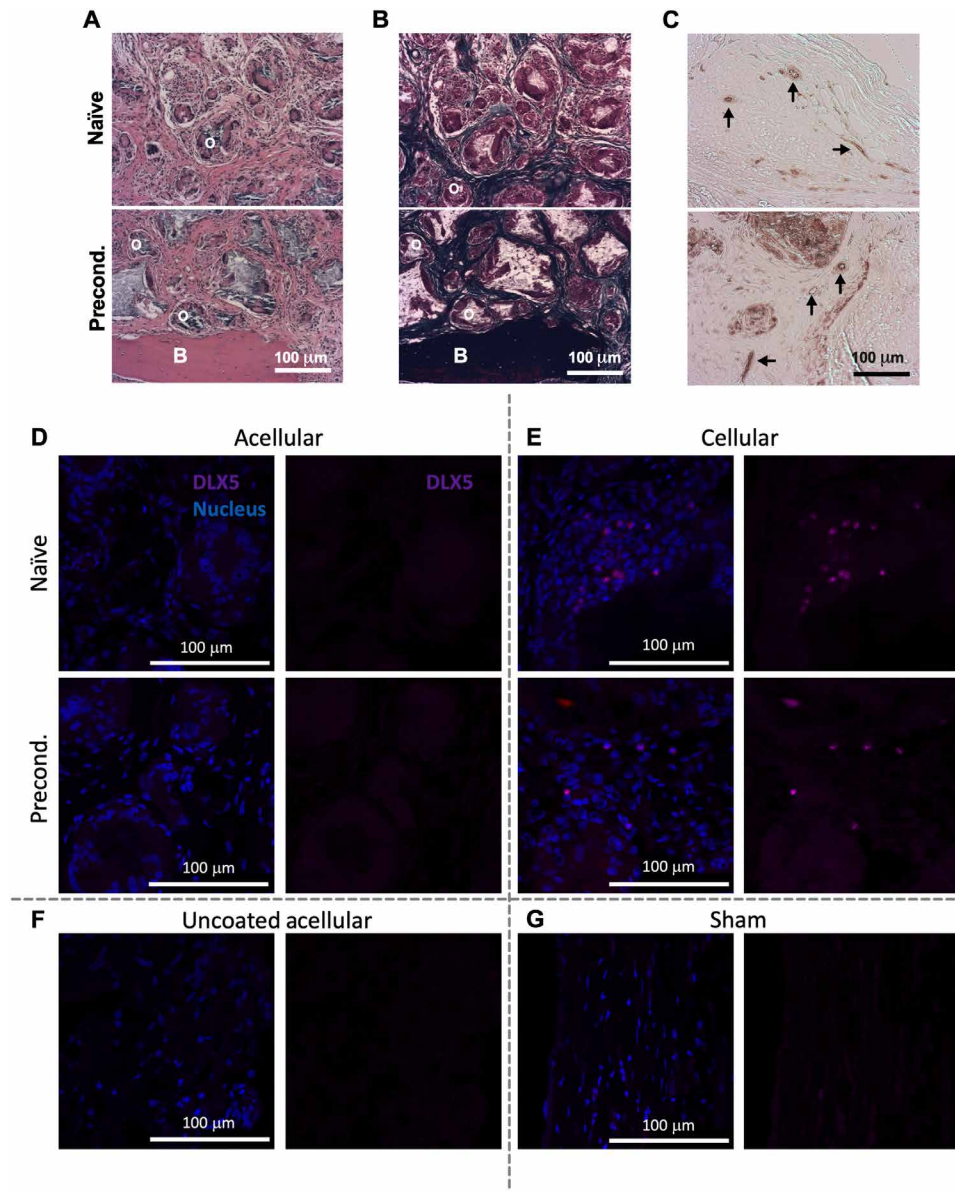 A
B
C
Naïve
O
O
Precond.
O
O
B
100 μm
O
O
B
100 μm
100 μm
D
Acellular
E
Cellular
Naïve
DLX5
Nucleus
DLX5
100 μm
100 μm
Precond.
100 μm
100 μm
F
Uncoated acellular
G
Sham
100 μm
100 μm